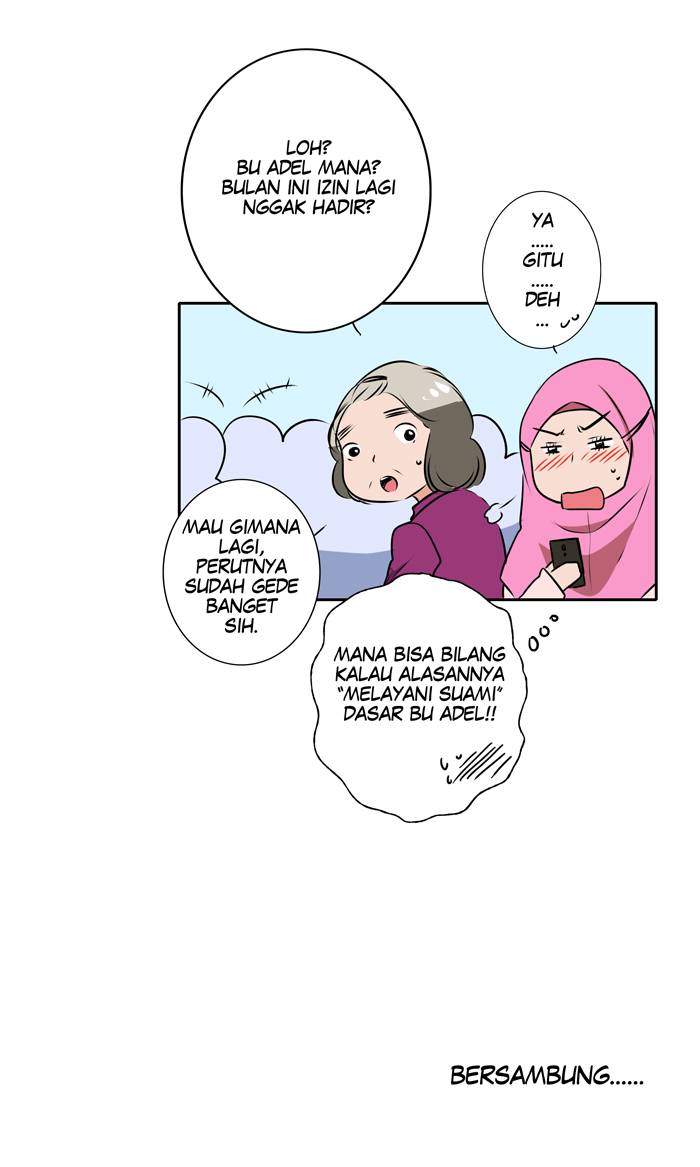 LOH?
BU ADEL MANA?
BULAN INI IZIN LAGI
NGGAK HADIR?
YA
.....
GITU
.....
DEH
...
MAU GIMANA
LAGI,
PERUTNYA
SUDAH GEDE
BANGET
SIH.
MANA BISA BILANG
KALAU ALASANNYA
"MELAYANI SUAMI"
DASAR BU ADEL!!
BERSAMBUNG......